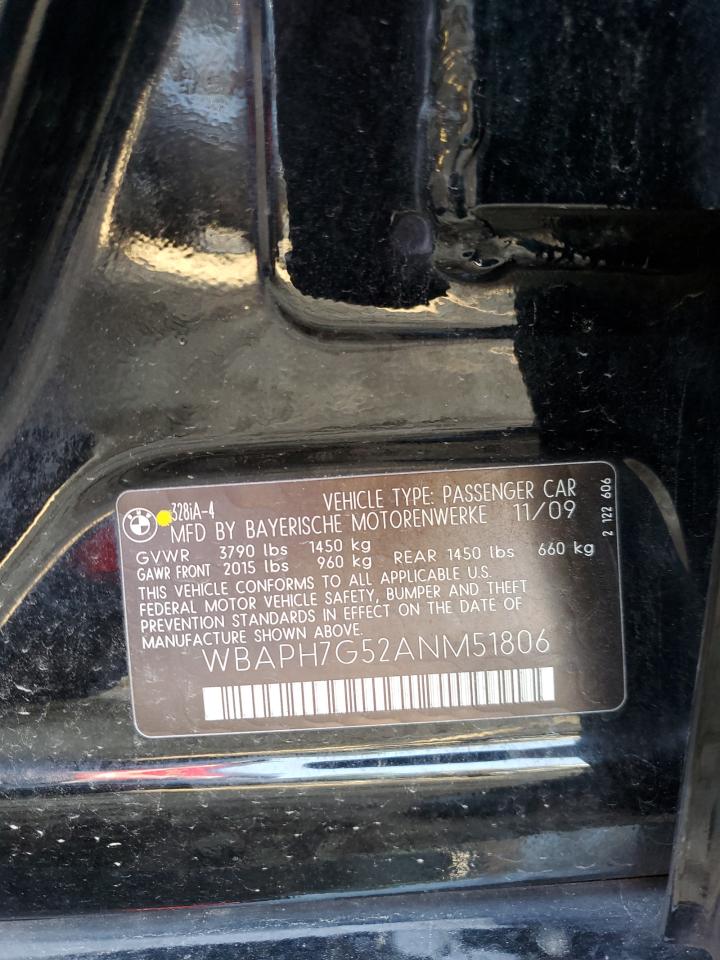 328iA-4 VEHICLE TYPE: PASSENGER CAR
MFD BY BAYERISCHE MOTORENWERKE 11/09
GVWR 3790 lbs 1450 kg
GAWR FRONT 2015 lbs 960 kg REAR 1450 lbs 660 kg
THIS VEHICLE CONFORMS TO ALL APPLICABLE U.S.
FEDERAL MOTOR VEHICLE SAFETY, BUMPER AND THEFT
PREVENTION STANDARDS IN EFFECT ON THE DATE OF
MANUFACTURE SHOWN ABOVE.
WBAPH7G52ANM51806
2 122 606